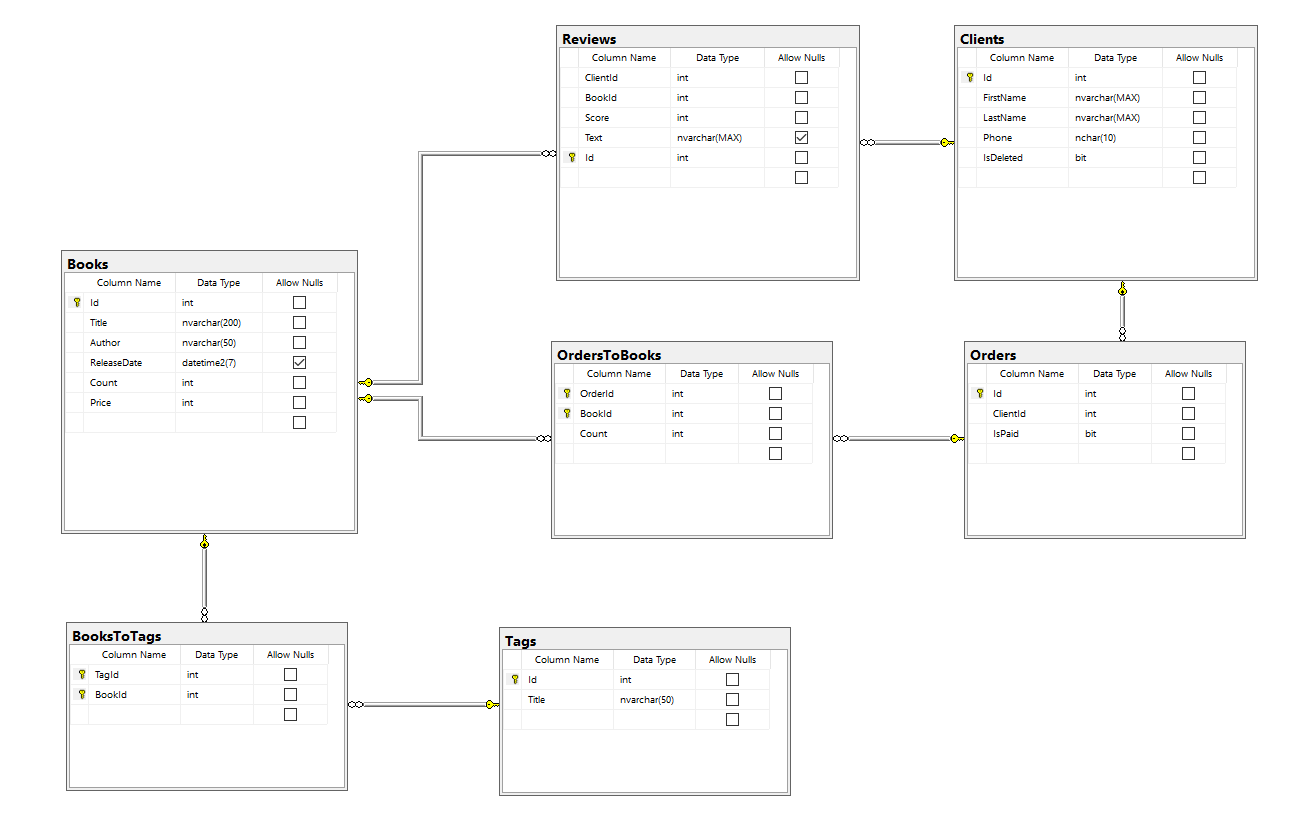 Reviews
Column Name Data Type Allow Nulls
ClientId int
BookId int
Score int
Text nvarchar(MAX)
Id int
Clients
Column Name Data Type Allow Nulls
Id int
FirstName nvarchar(MAX)
LastName nvarchar(MAX)
Phone nchar(10)
IsDeleted bit
Books
Column Name Data Type Allow Nulls
Id int
Title nvarchar(200)
Author nvarchar(50)
ReleaseDate datetime2(7)
Count int
Price int
OrdersToBooks
Column Name Data Type Allow Nulls
OrderId int
BookId int
Count int
Orders
Column Name Data Type Allow Nulls
Id int
ClientId int
IsPaid bit
BooksToTags
Column Name Data Type Allow Nulls
TagId int
BookId int
Tags
Column Name Data Type Allow Nulls
Id int
Title nvarchar(50)